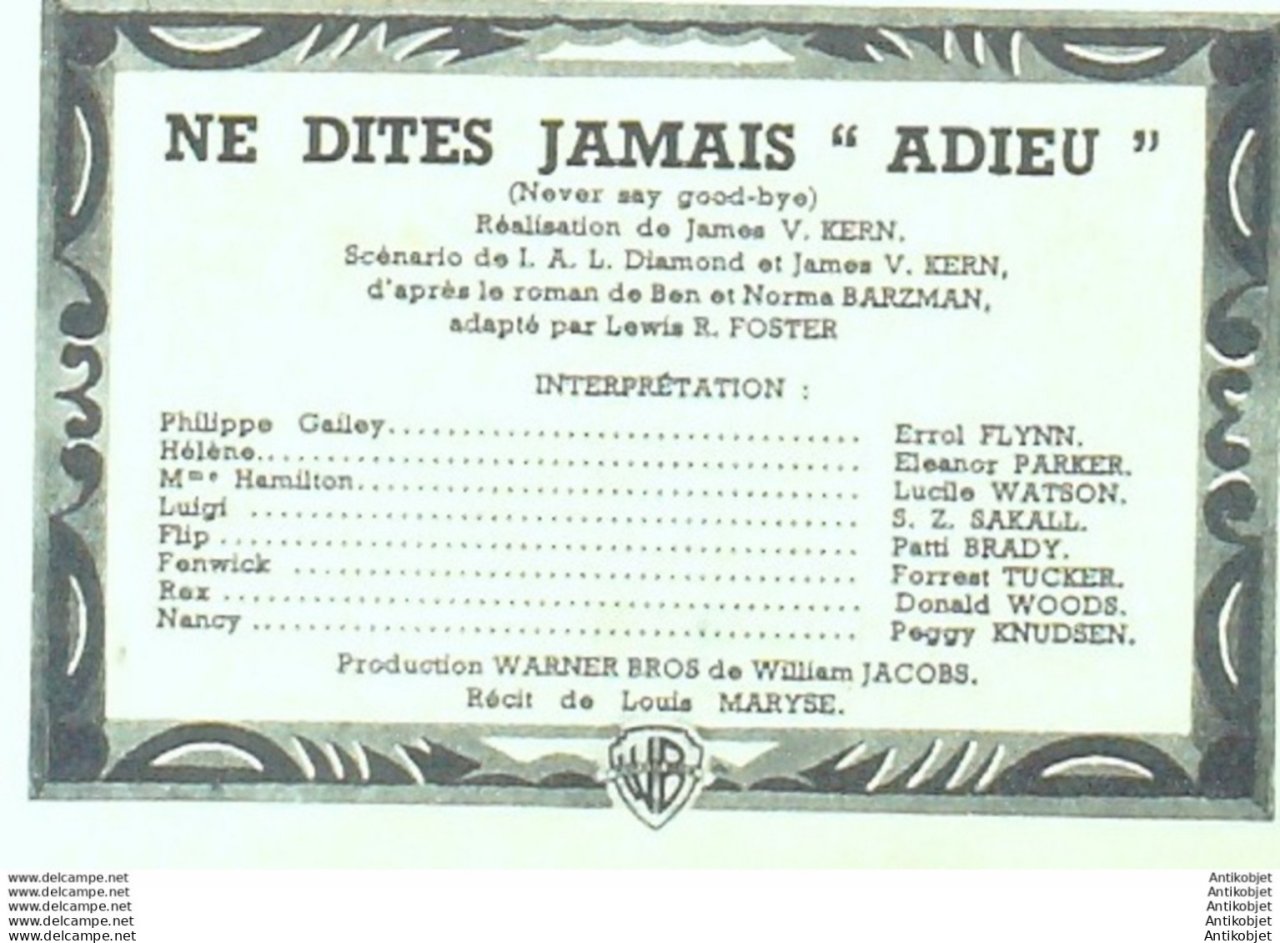 NE DITES JAMAIS “ ADIEU ”
(Never say good-bye)
Réalisation de James V. KERN.
Scénario de I. A. L. Diamond et James V. KERN,
d'après le roman de Ben et Norma BARZMAN,
adapté par Lewis R. FOSTER
INTERPRÉTATION :
Philippe Gailey........................................ Errol FLYNN.
Hélène........................................ Eleanor PARKER.
Mme Hamilton........................................ Lucile WATSON.
Luigi ........................................ S. Z. SAKALL.
Flip ........................................ Patti BRADY.
Fenwick ........................................ Forrest TUCKER.
Rex ........................................ Donald WOODS.
Nancy ........................................ Peggy KNUDSEN.
Production WARNER BROS de William JACOBS.
Récit de Louis MARYSE.
WB
www.delcampe.net Antikobjet
www.delcampe.net Antikobjet
www.delcampe.net Antikobjet
www.delcampe.net Antikobjet
www.delcampe.net Antikobjet